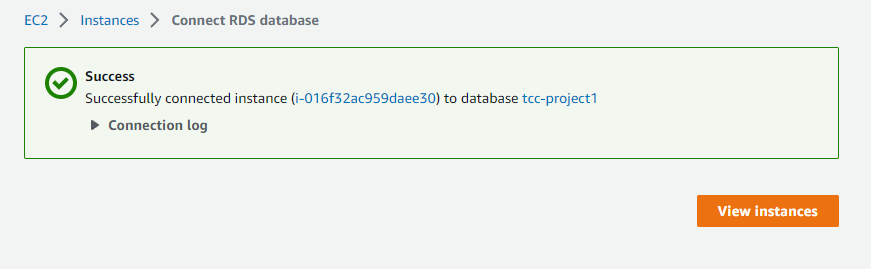 EC2 > Instances > Connect RDS database
Success
Successfully connected instance (i-016f32ac959daee30) to database tcc-project1
Connection log
View instances